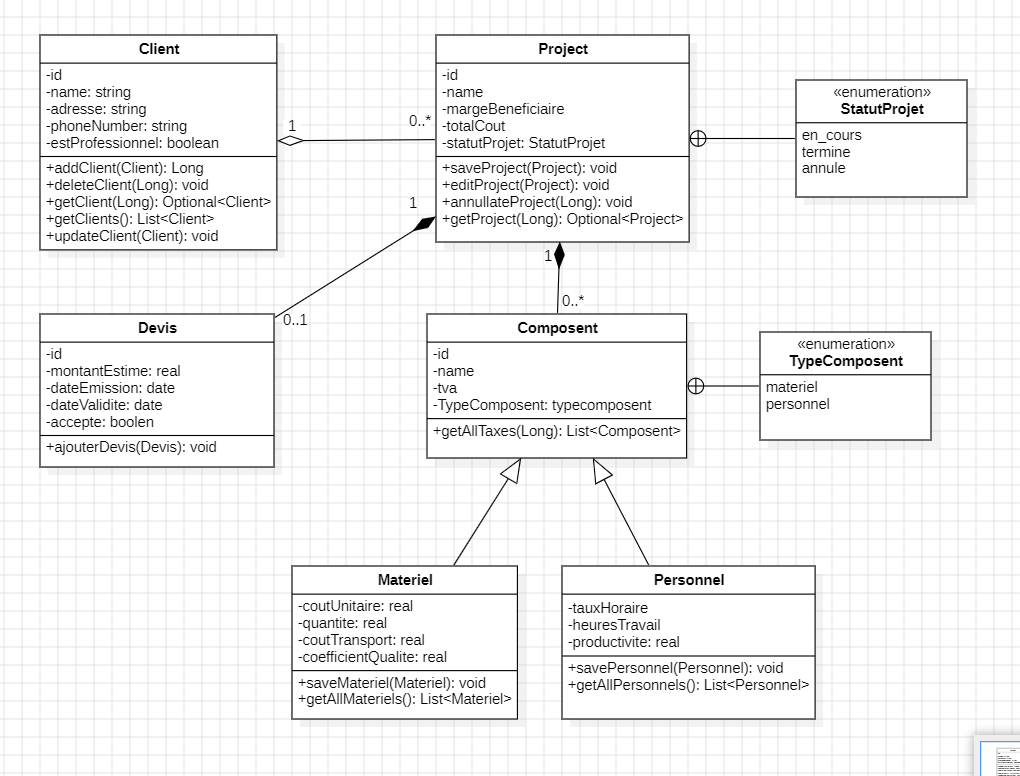 Client
-id
-name: string
-adresse: string
-phoneNumber: string
-estProfessionnel: boolean
+addClient(Client): Long
+deleteClient(Long): void
+getClient(Long): Optional<Client>
+getClients(): List<Client>
+updateClient(Client): void
1
0..*
Project
-id
-name
-margeBeneficiaire
-totalCout
-statutProjet: StatutProjet
+saveProject(Project): void
+editProject(Project): void
+annullateProject(Long): void
+getProject(Long): Optional<Project>
«enumeration»
StatutProjet
en_cours
termine
annule
1
0..1
1
0..*
Devis
-id
-montantEstime: real
-dateEmission: date
-dateValidite: date
-accepte: boolen
+ajouterDevis(Devis): void
Composent
-id
-name
-tva
-TypeComposent: typecomposent
+getAllTaxes(Long): List<Composent>
«enumeration»
TypeComposent
materiel
personnel
Materiel
-coutUnitaire: real
-quantite: real
-coutTransport: real
-coefficientQualite: real
+saveMateriel(Materiel): void
+getAllMateriels(): List<Materiel>
Personnel
-tauxHoraire
-heuresTravail
-productivite: real
+savePersonnel(Personnel): void
+getAllPersonnels(): List<Personnel>